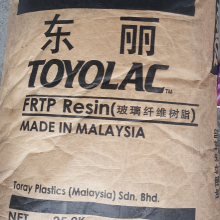 东丽
TOYOLAC™
FRTP Resin(玻璃纤维树脂)
MADE IN MALAYSIA
Toray Plastics (Malaysia) Sdn. Bhd.
NET